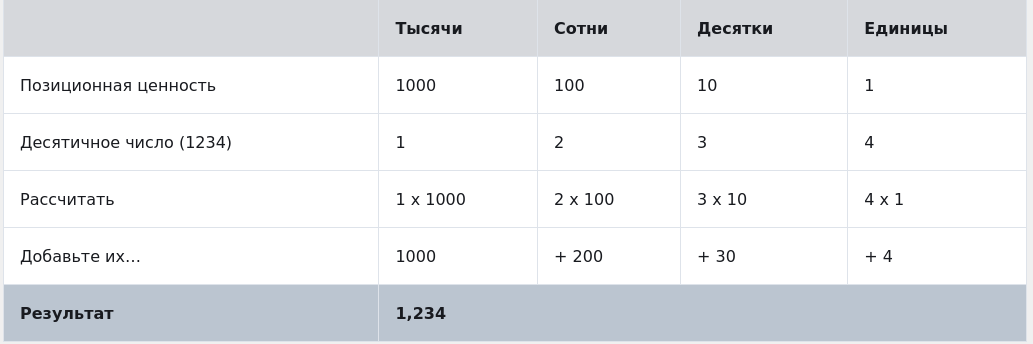 Тысячи Сотни Десятки Единицы
Позиционная ценность 1000 100 10 1
Десятичное число (1234) 1 2 3 4
Рассчитать 1 x 1000 2 x 100 3 x 10 4 x 1
Добавьте их... 1000 + 200 + 30 + 4
Результат 1,234